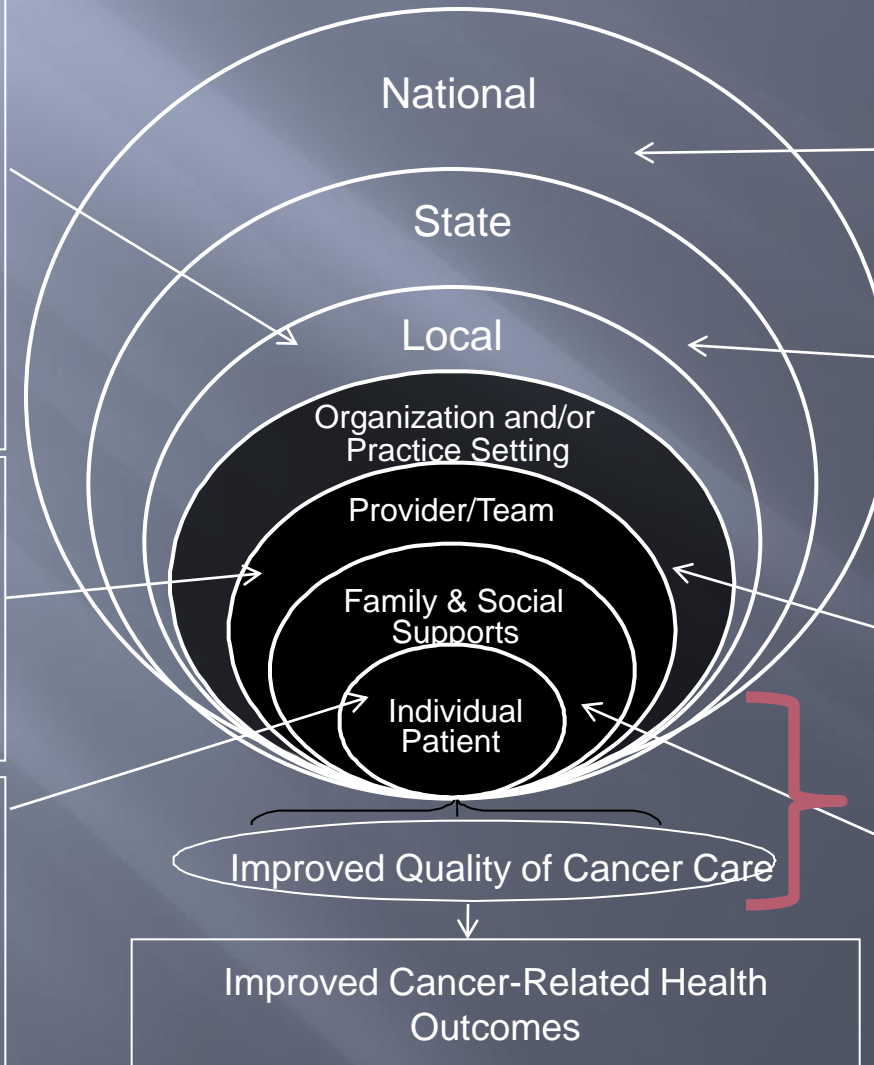 National
State
Local
Organization and/or
Practice Setting
Provider/Team
Family & Social
Supports
Individual
Patient
Improved Quality of Cancer Care
Improved Cancer-Related Health
Outcomes